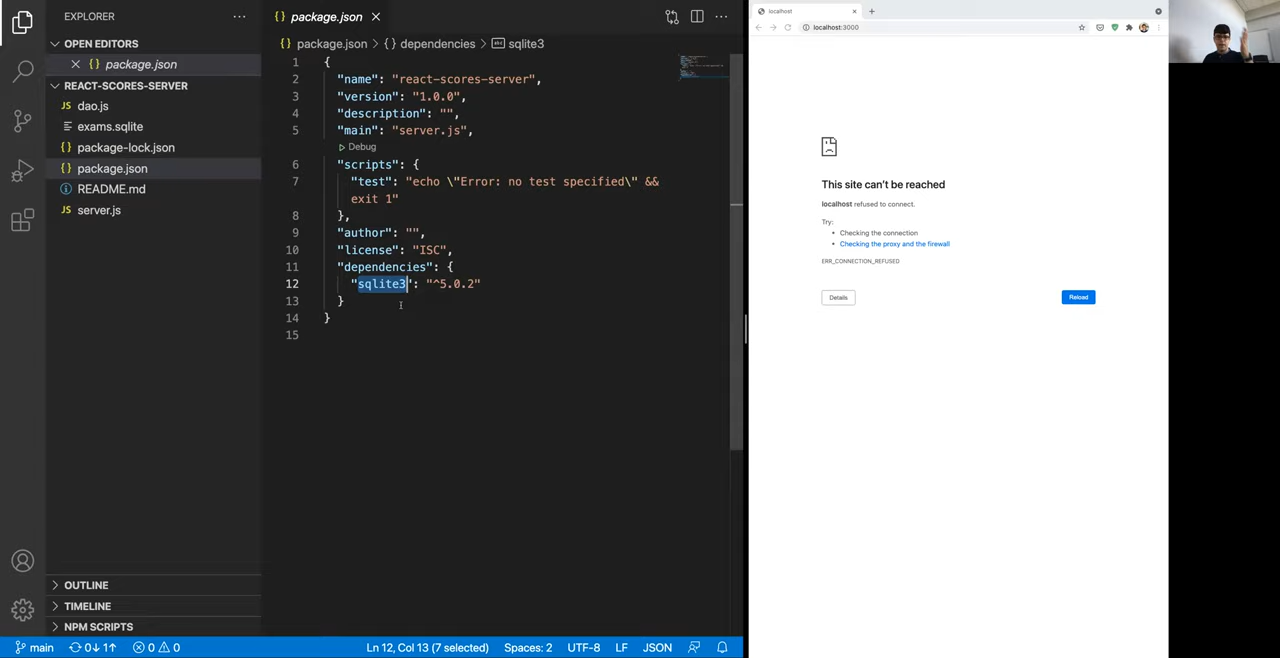 EXPLORER
OPEN EDITORS
package.json
REACT-SCORES-SERVER
dao.js
exams.sqlite
package-lock.json
package.json
README.md
server.js
OUTLINE
TIMELINE
NPM SCRIPTS
package.json
package.json > {} dependencies > sqlite3
1 {
2 "name": "react-scores-server",
3 "version": "1.0.0",
4 "description": "",
5 "main": "server.js",
Debug
6 "scripts": {
7 "test": "echo \"Error: no test specified\" &&
exit 1"
8 },
9 "author": "",
10 "license": "ISC",
11 "dependencies": {
12 "sqlite3": "^5.0.2"
13 }
14 }
15
main 0↓ 1↑ 0 0 Ln 12, Col 13 (7 selected) Spaces: 2 UTF-8 LF JSON
localhost
localhost:3000
This site can't be reached
localhost refused to connect.
Try:
• Checking the connection
• Checking the proxy and the firewall
ERR_CONNECTION_REFUSED
Details
Reload